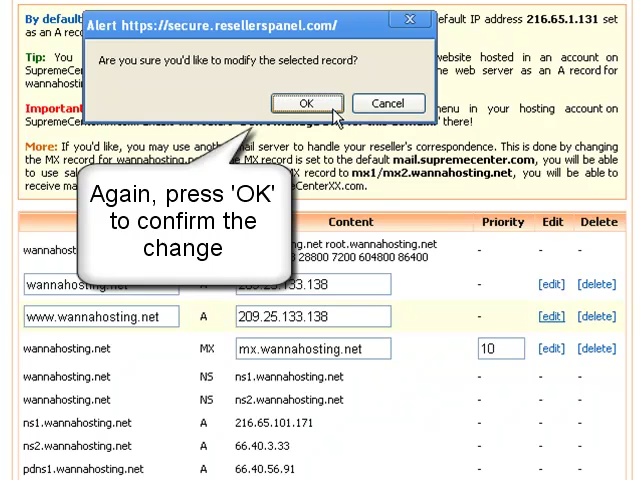 By defau
default IP address 216.65.1.131 set
as an A reco
Alert https://secure.resellerspanel.com/
Tip: You
website hosted in an account on
SupremeCent
he web server as an A record for
wannahostin
Are you sure you'd like to modify the selected record?
OK
Cancel
Important
menu in your hosting account on
SupremeC
there!
More: If you'd like, you may use anot
ail server to handle your reseller's correspondence. This is done by changing
the MX record for wannahosting.ne
MX record is set to the default mail.supremecenter.com, you will be able
to use sa
MX record to mx1/mx2.wannahosting.net, you will be able to
receive ma
CenterXX.com.
Again, press 'OK'
to confirm the
change
Content
Priority
Edit
Delete
wannahost
ng.net root.wannahosting.net
28800 7200 604800 86400
-
-
-
wannahosting.net
A
209.25.133.138
-
[edit]
[delete]
www.wannahosting.net
A
209.25.133.138
-
[edit]
[delete]
wannahosting.net
MX
mx.wannahosting.net
10
[edit]
[delete]
wannahosting.net
NS
ns1.wannahosting.net
-
-
-
wannahosting.net
NS
ns2.wannahosting.net
-
-
-
ns1.wannahosting.net
A
216.65.101.171
-
-
-
ns2.wannahosting.net
A
66.40.3.33
-
-
-
pdns1.wannahosting.net
A
66.40.56.91
-
-
-